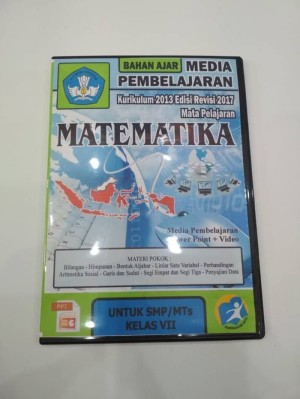 BAHAN AJAR MEDIA
PEMBELAJARAN
Kurikulum 2013 Edisi Revisi 2017
Mata Pelajaran
MATEMATIKA
Media Pembelajaran
Power Point + Video
MATERI POKOK :
Bilangan - Himpunan - Bentuk Aljabar - Linier Satu Variabel - Perbandingan
Aritmetika Sosial - Garis dan Sudut - Segi Empat dan Segi Tiga - Penyajian Data
PPT
UNTUK SMP/MTs
KELAS VII